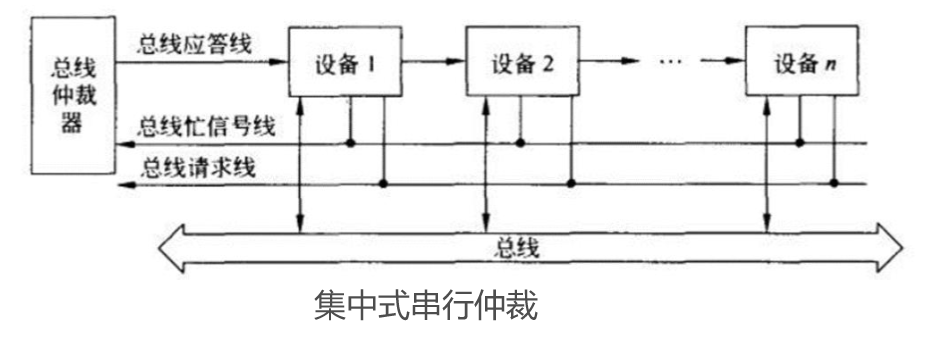 总线仲裁器
总线应答线
设备 1
设备 2
···
设备 n
总线忙信号线
总线请求线
总线
集中式串行仲裁